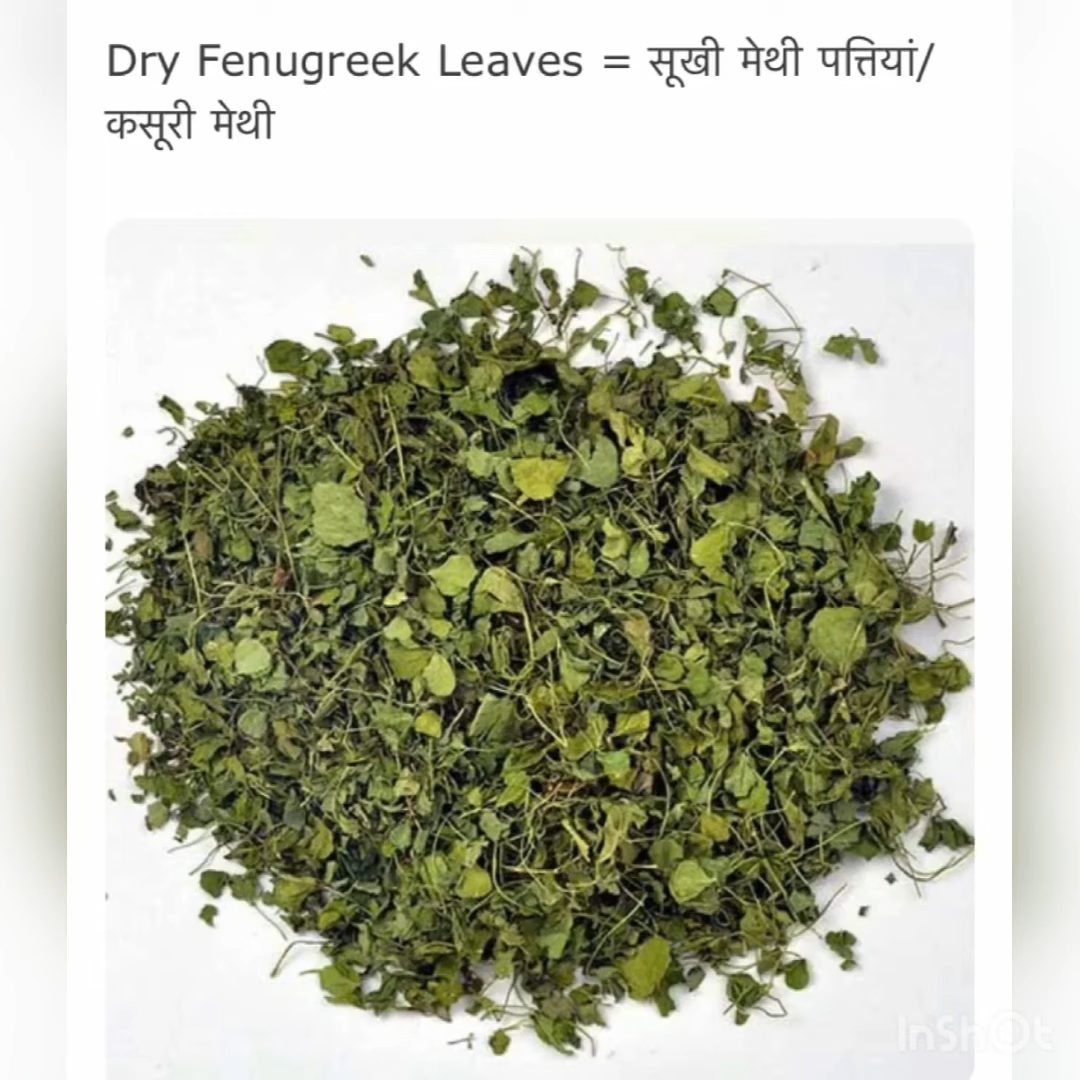 Dry Fenugreek Leaves = सूखी मेथी पत्तियां/
कसूरी मेथी
InShOt